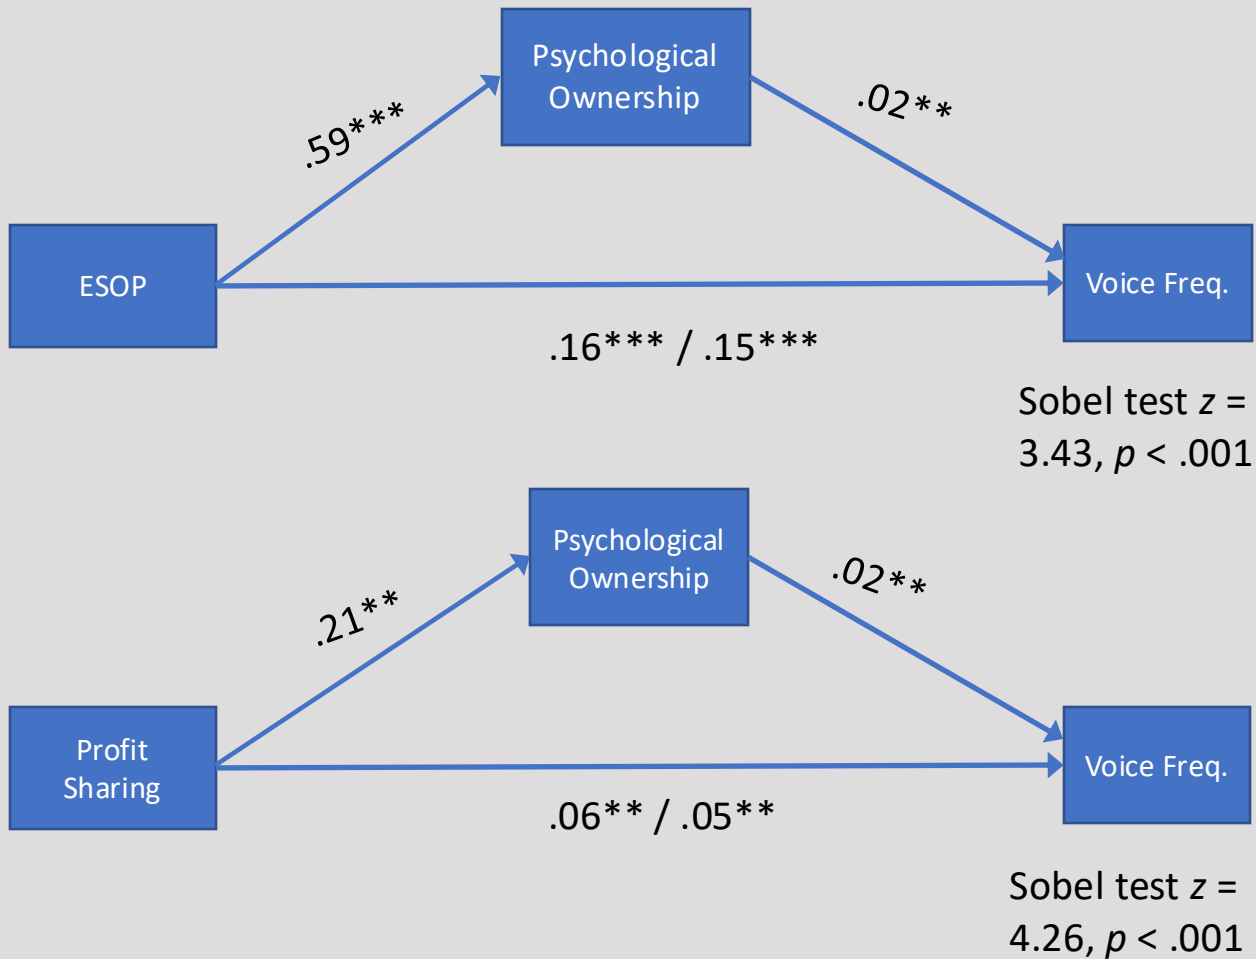 Psychological
Ownership
.59***
.02**
ESOP
Voice Freq.
.16*** / .15***
Sobel test z =
3.43, p < .001
Psychological
Ownership
.21**
.02**
Profit
Sharing
Voice Freq.
.06** / .05**
Sobel test z =
4.26, p < .001